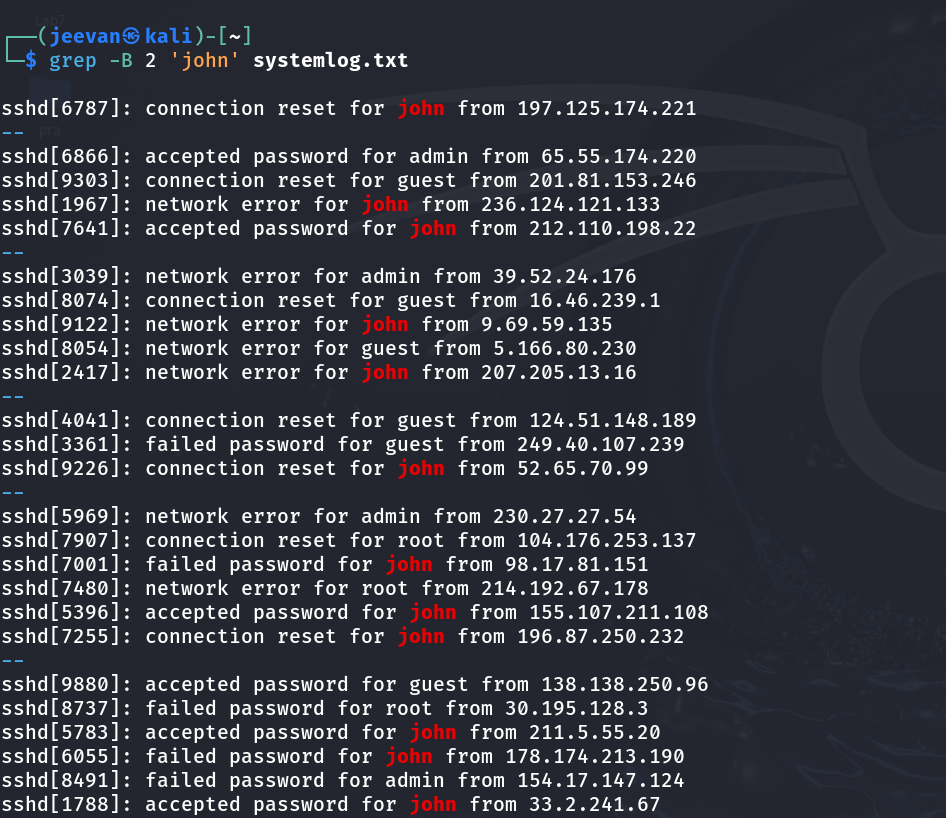 ┌──(jeevan㉿kali)-[~]
└─$ grep -B 2 'john' systemlog.txt
sshd[6787]: connection reset for john from 197.125.174.221
--
sshd[6866]: accepted password for admin from 65.55.174.220
sshd[9303]: connection reset for guest from 201.81.153.246
sshd[1967]: network error for john from 236.124.121.133
sshd[7641]: accepted password for john from 212.110.198.22
--
sshd[3039]: network error for admin from 39.52.24.176
sshd[8074]: connection reset for guest from 16.46.239.1
sshd[9122]: network error for john from 9.69.59.135
sshd[8054]: network error for guest from 5.166.80.230
sshd[2417]: network error for john from 207.205.13.16
--
sshd[4041]: connection reset for guest from 124.51.148.189
sshd[3361]: failed password for guest from 249.40.107.239
sshd[9226]: connection reset for john from 52.65.70.99
--
sshd[5969]: network error for admin from 230.27.27.54
sshd[7907]: connection reset for root from 104.176.253.137
sshd[7001]: failed password for john from 98.17.81.151
sshd[7480]: network error for root from 214.192.67.178
sshd[5396]: accepted password for john from 155.107.211.108
sshd[7255]: connection reset for john from 196.87.250.232
--
sshd[9880]: accepted password for guest from 138.138.250.96
sshd[8737]: failed password for root from 30.195.128.3
sshd[5783]: accepted password for john from 211.5.55.20
sshd[6055]: failed password for john from 178.174.213.190
sshd[8491]: failed password for admin from 154.17.147.124
sshd[1788]: accepted password for john from 33.2.241.67